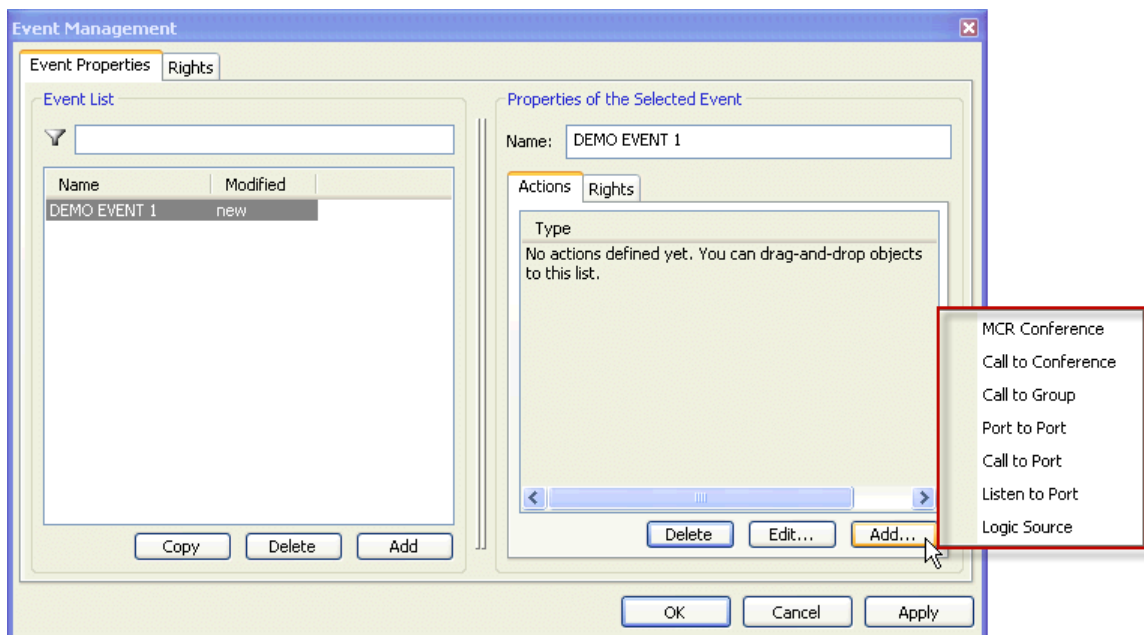 Event Management
Event Properties Rights
Event List
Name Modified
DEMO EVENT 1 new
Copy Delete Add
Properties of the Selected Event
Name: DEMO EVENT 1
Actions Rights
Type
No actions defined yet. You can drag-and-drop objects
to this list.
Delete Edit... Add...
MCR Conference
Call to Conference
Call to Group
Port to Port
Call to Port
Listen to Port
Logic Source
OK Cancel Apply